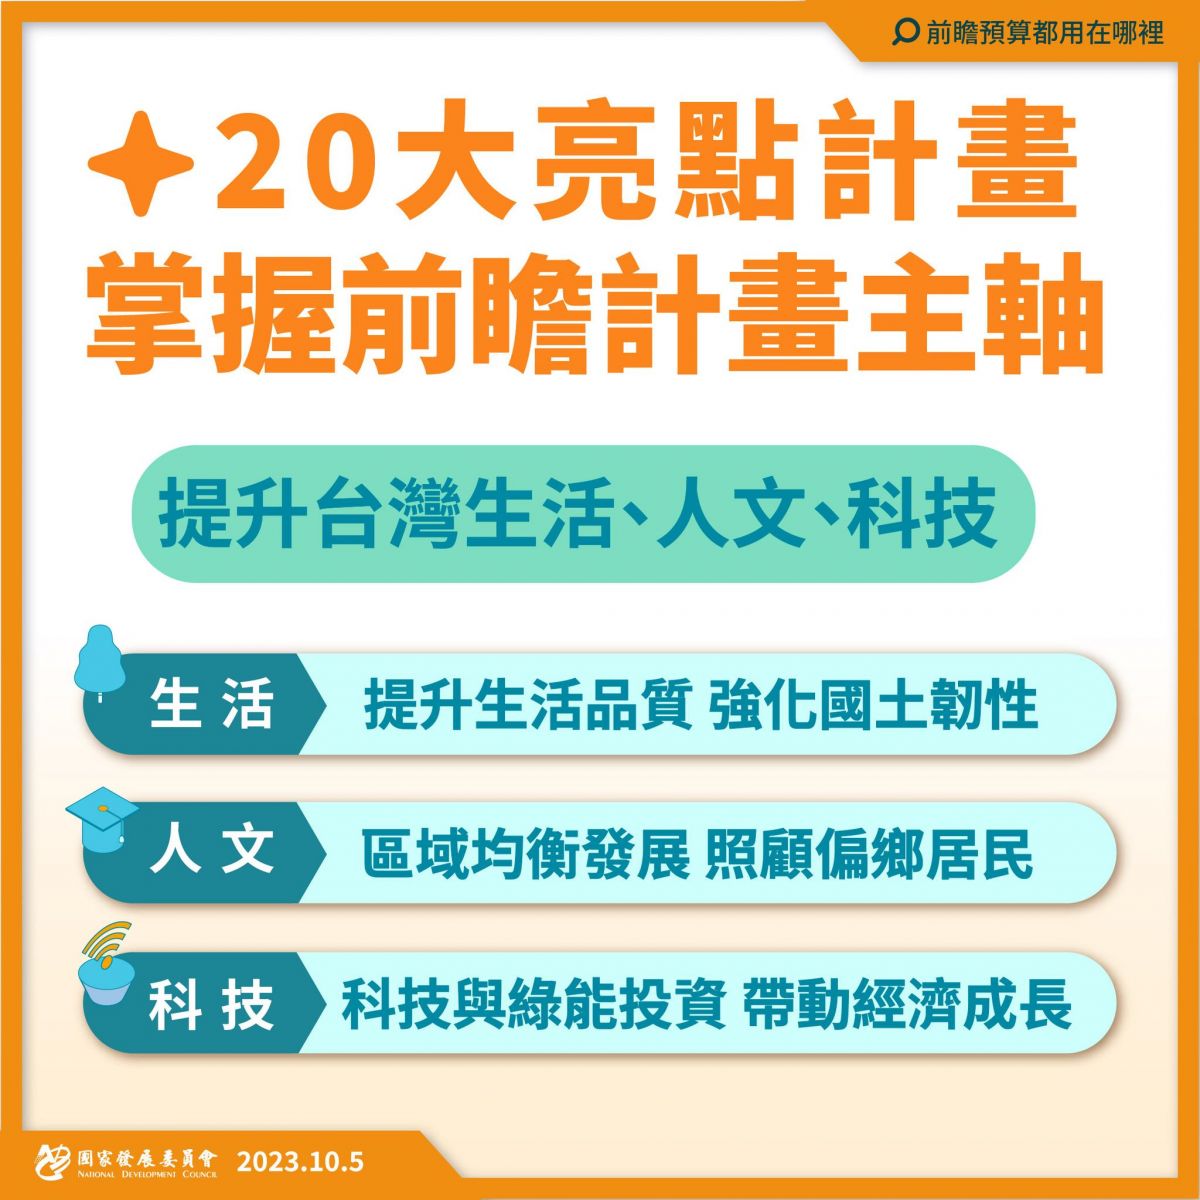 前瞻預算都用在哪裡
20大亮點計畫
掌握前瞻計畫主軸
提升台灣生活、人文、科技
生活 提升生活品質 強化國土韌性
人文 區域均衡發展 照顧偏鄉居民
科技 科技與綠能投資 帶動經濟成長
國家發展委員會 2023.10.5
NATIONAL DEVELOPMENT COUNCIL